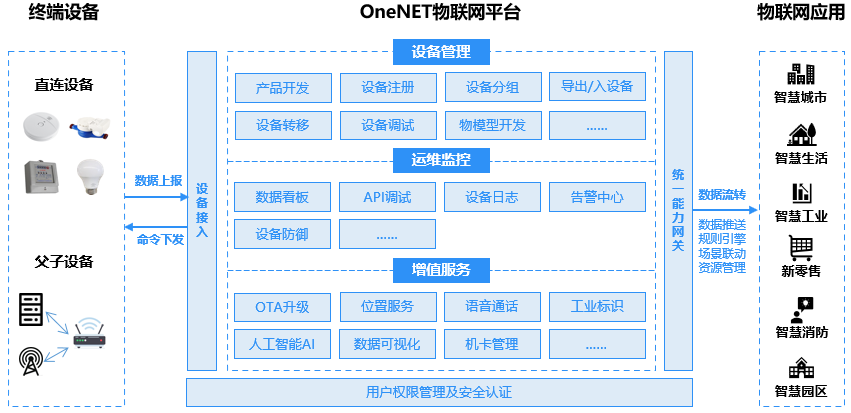 终端设备
OneNET物联网平台
物联网应用
直连设备
父子设备
数据上报
命令下发
设备接入
设备管理
产品开发
设备注册
设备分组
导出/入设备
设备转移
设备调试
物模型开发
......
运维监控
数据看板
API调试
设备日志
告警中心
设备防御
......
增值服务
OTA升级
位置服务
语音通话
工业标识
人工智能AI
数据可视化
机卡管理
......
用户权限管理及安全认证
统一能力网关
数据流转
数据推送
规则引擎
场景联动
资源管理
智慧城市
智慧生活
智慧工业
新零售
智慧消防
智慧园区